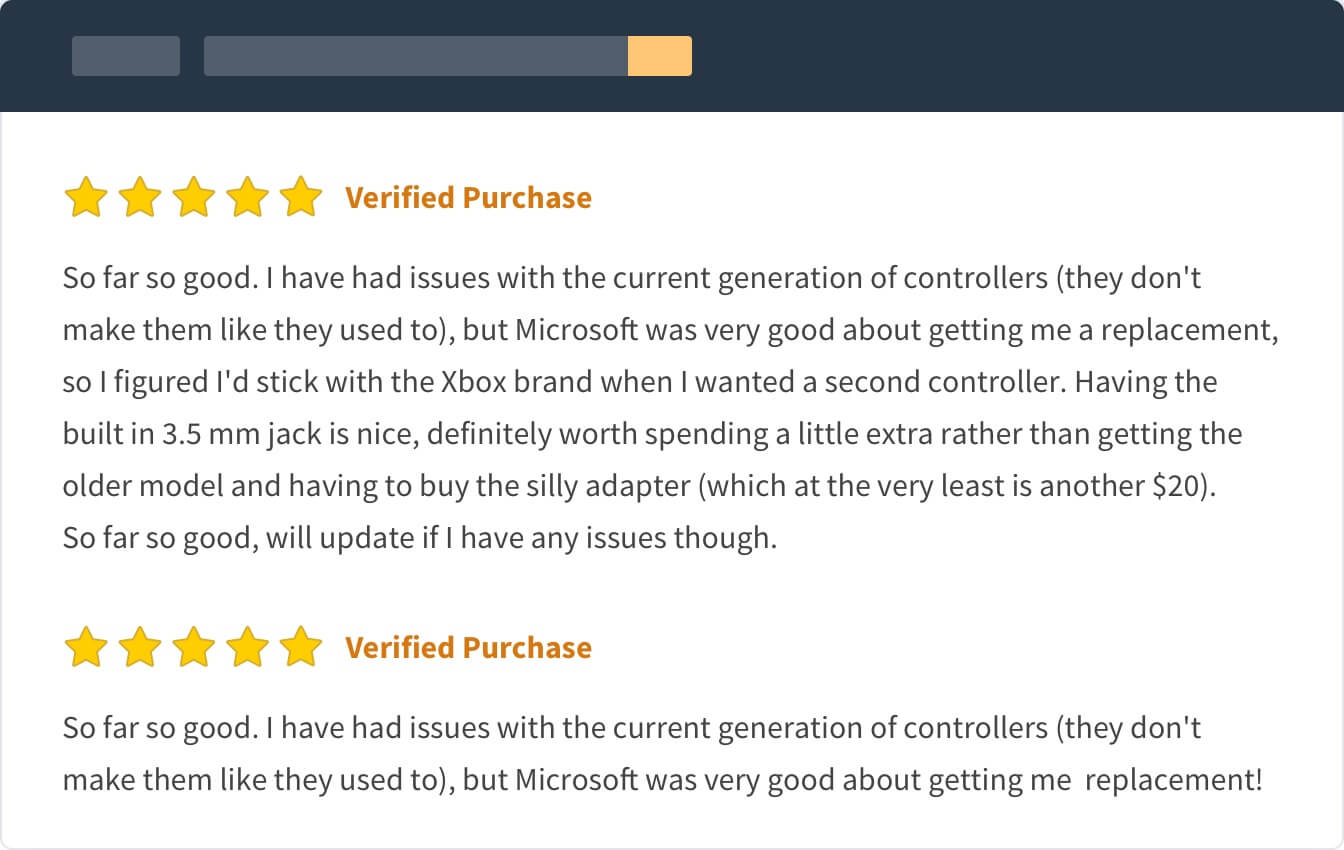 Verified Purchase
So far so good. I have had issues with the current generation of controllers (they don't
make them like they used to), but Microsoft was very good about getting me a replacement,
so I figured I'd stick with the Xbox brand when I wanted a second controller. Having the
built in 3.5 mm jack is nice, definitely worth spending a little extra rather than getting the
older model and having to buy the silly adapter (which at the very least is another $20).
So far so good, will update if I have any issues though.
Verified Purchase
So far so good. I have had issues with the current generation of controllers (they don't
make them like they used to), but Microsoft was very good about getting me  replacement!